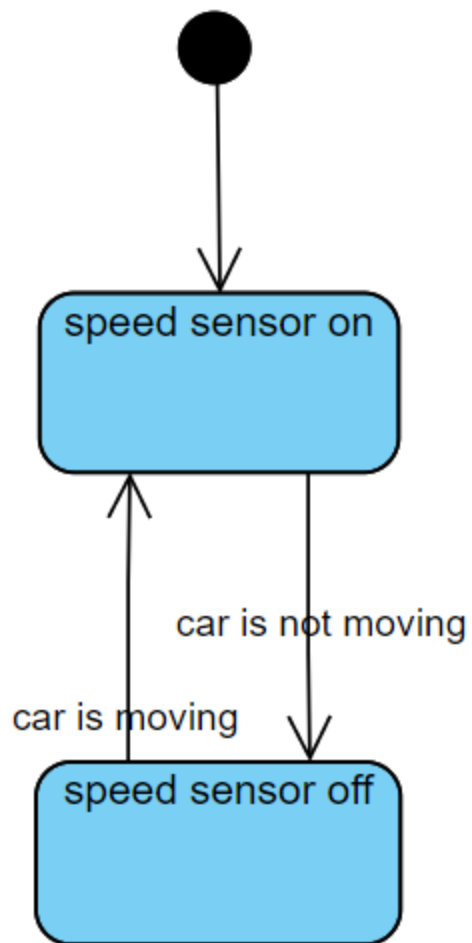 speed sensor on
car is not moving
car is moving
speed sensor off